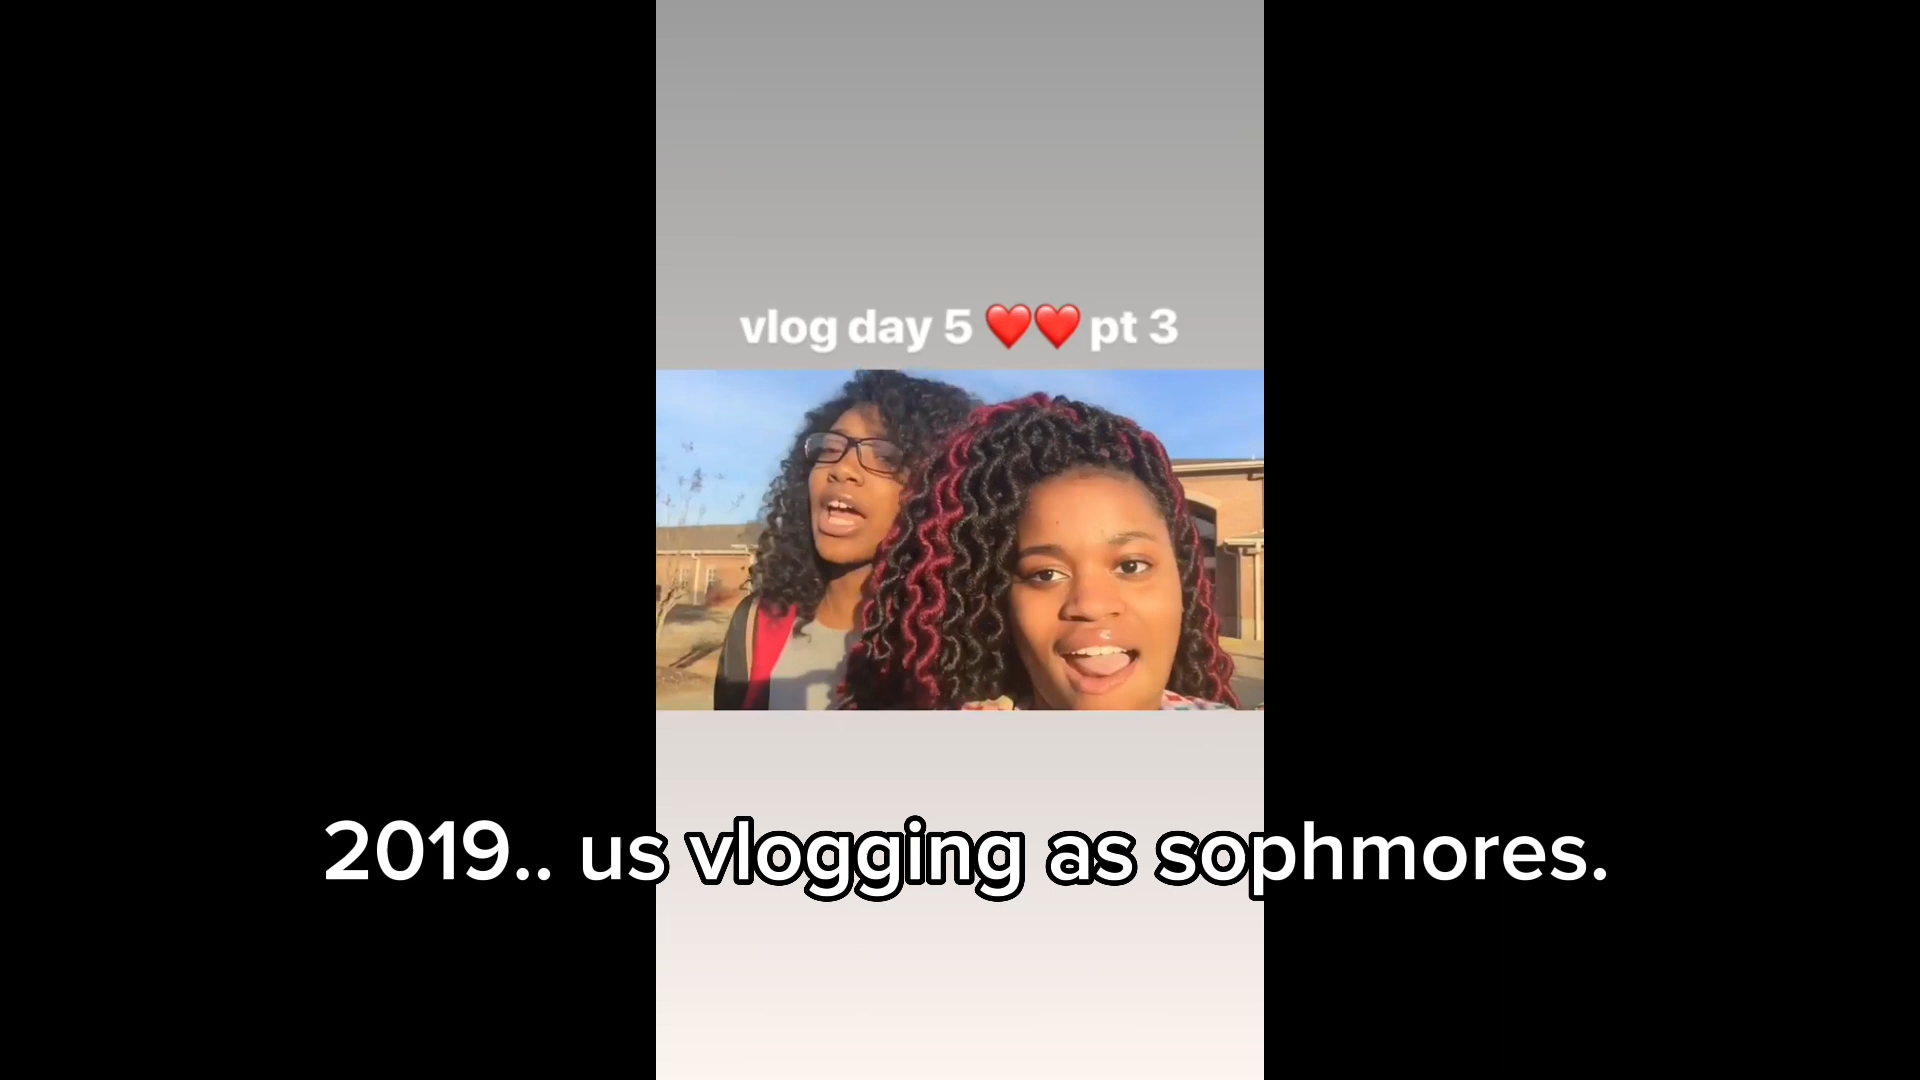 vlog day 5 ❤️❤️ pt 3
2019.. us vlogging as sophmores.